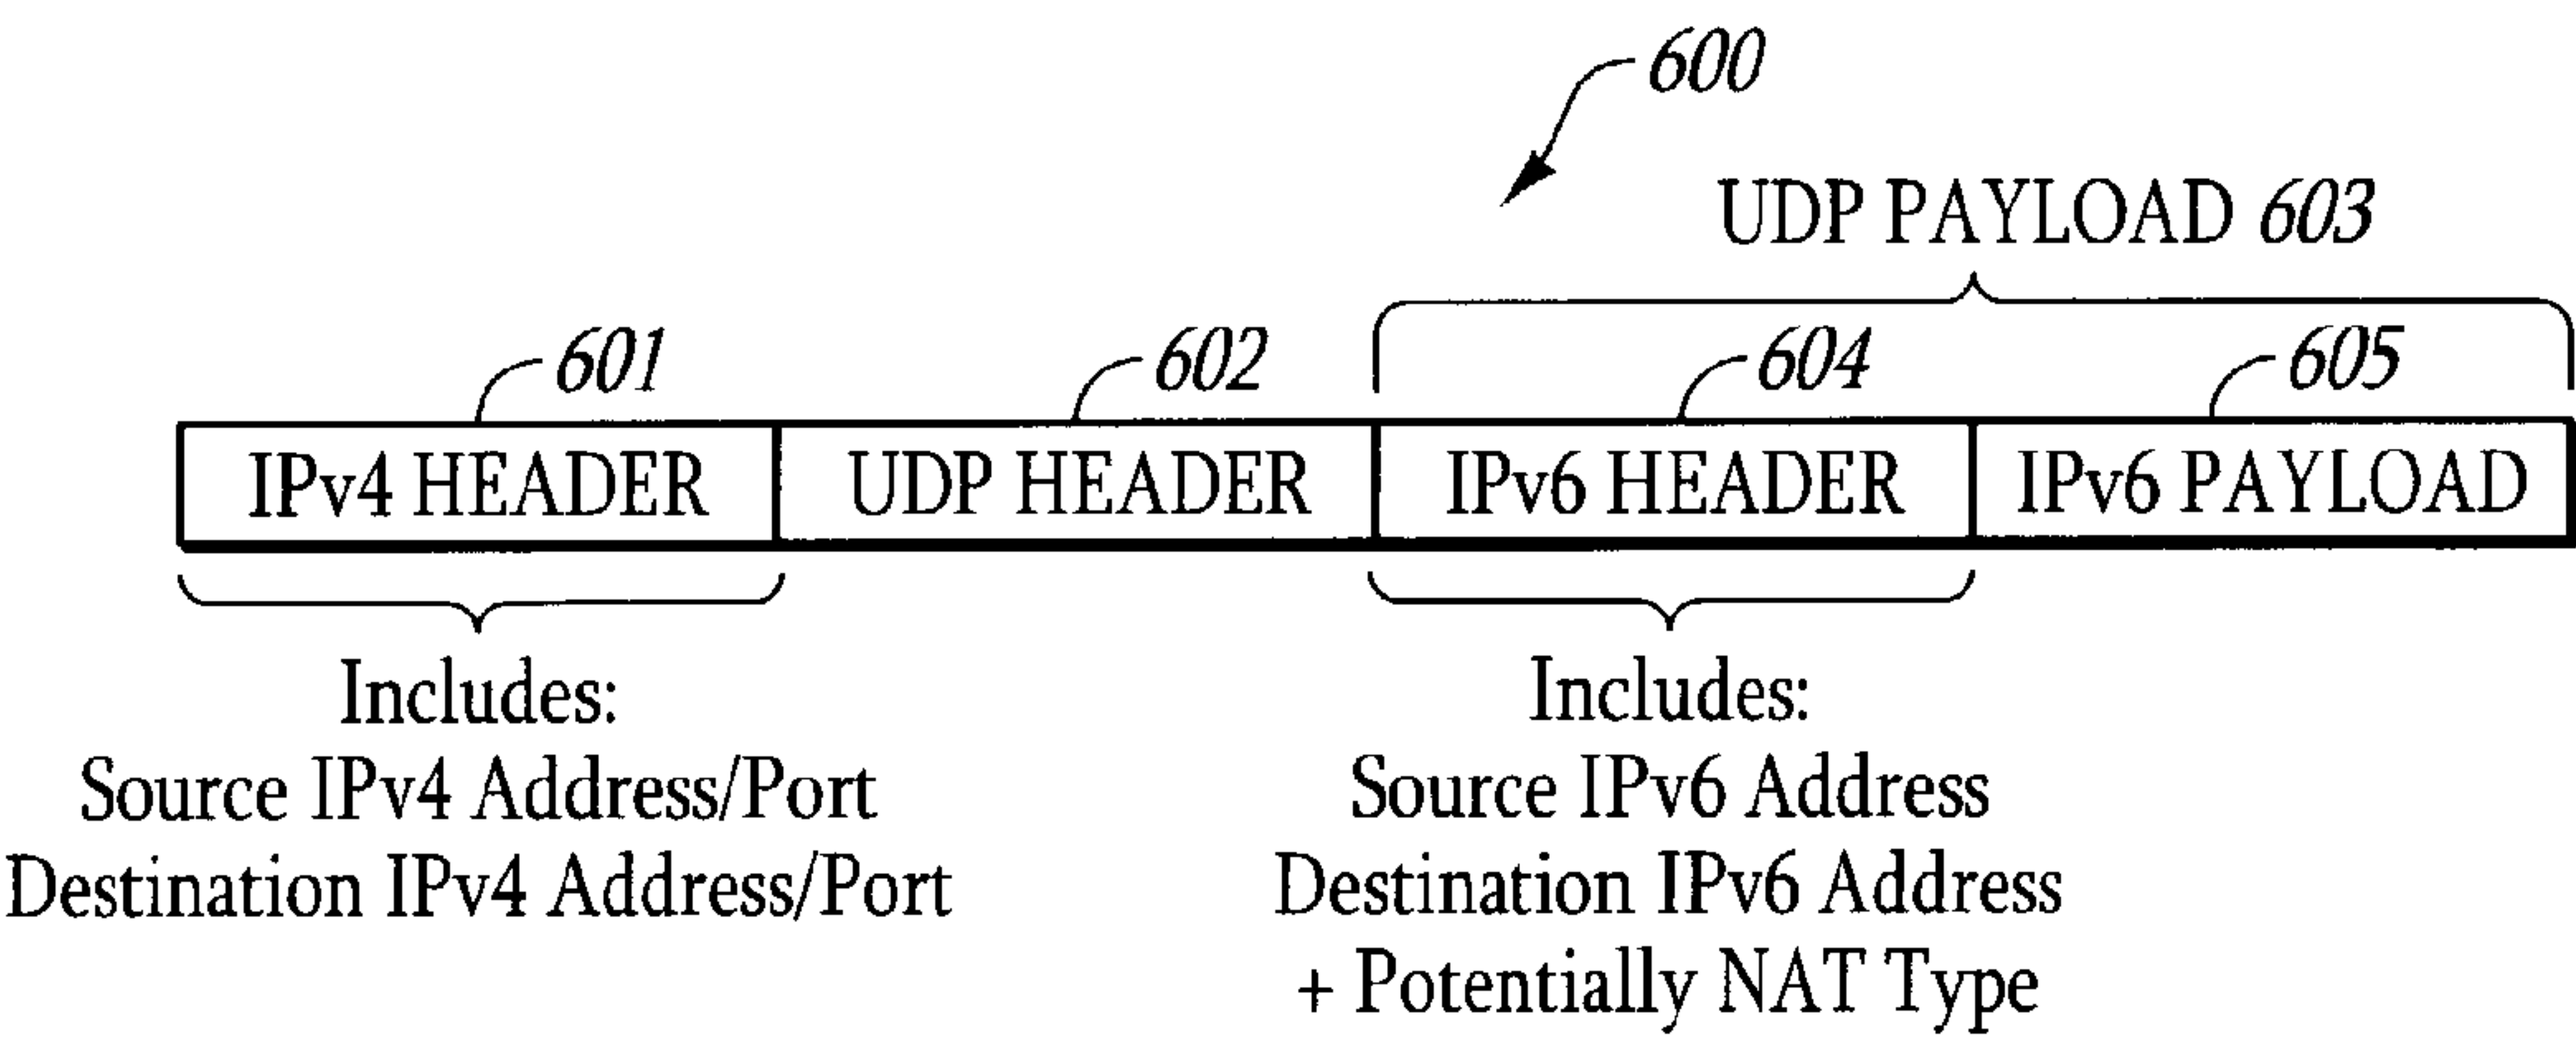 600
UDP PAYLOAD 603
601 602 604 605
IPv4 HEADER UDP HEADER IPv6 HEADER IPv6 PAYLOAD
Includes:
Source IPv4 Address/Port
Destination IPv4 Address/Port
Includes:
Source IPv6 Address
Destination IPv6 Address
+ Potentially NAT Type